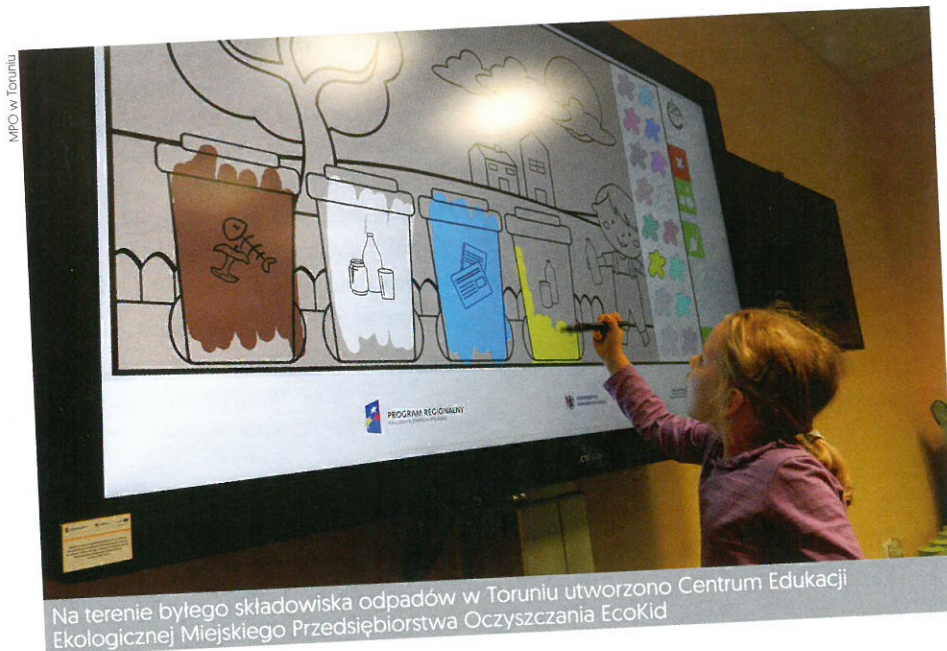 MPO w Toruniu
PROGRAM REGIONALNY
Na terenie byłego składowiska odpadów w Toruniu utworzono Centrum Edukacji
Ekologicznej Miejskiego Przedsiębiorstwa Oczyszczania EcoKid